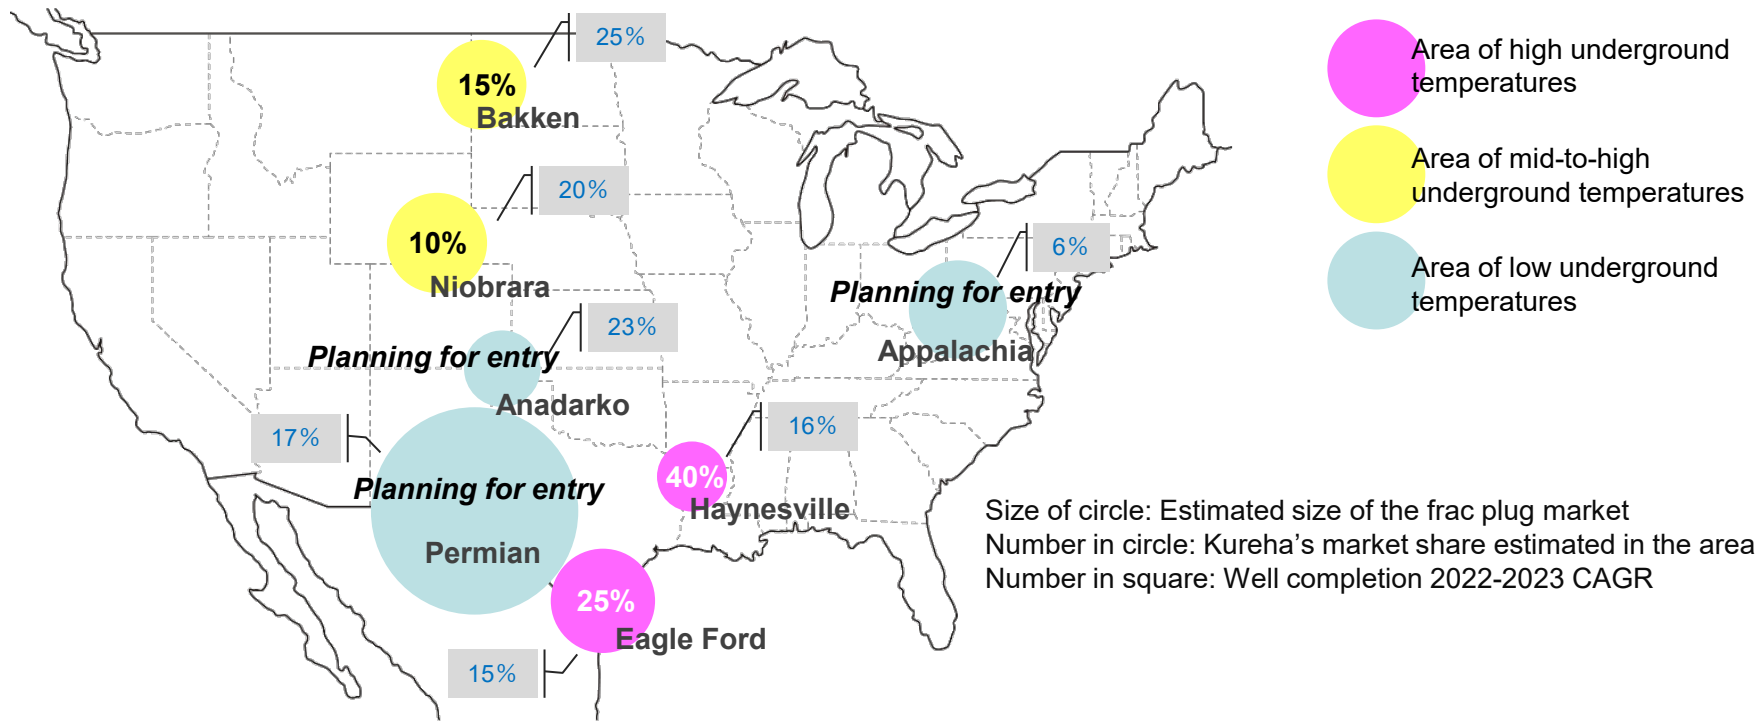 25%
15%
Bakken
20%
10%
Niobrara
6%
Planning for entry
Appalachia
23%
Planning for entry
Anadarko
17%
Planning for entry
Permian
16%
40%
Haynesville
25%
Eagle Ford
15%
Area of high underground
temperatures
Area of mid-to-high
underground temperatures
Area of low underground
temperatures
Size of circle: Estimated size of the frac plug market
Number in circle: Kureha’s market share estimated in the area
Number in square: Well completion 2022-2023 CAGR